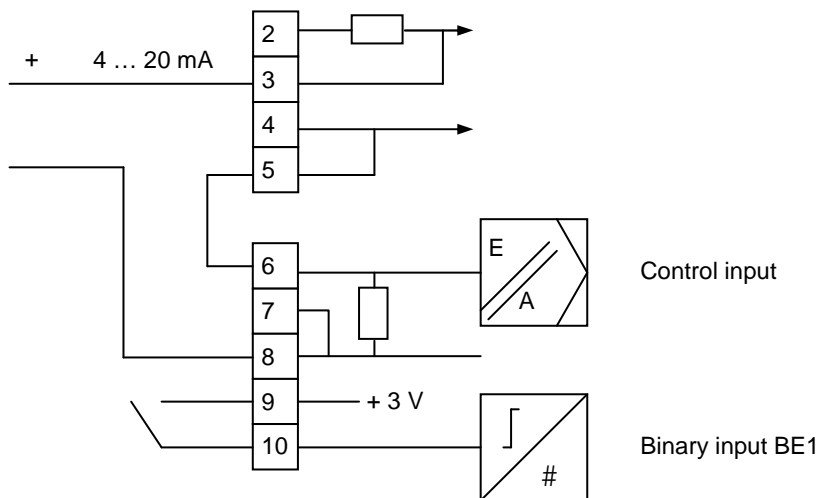 2
+ 4 … 20 mA
3
4
5
6
E
A
Control input
7
8
9
+ 3 V
10
#
Binary input BE1